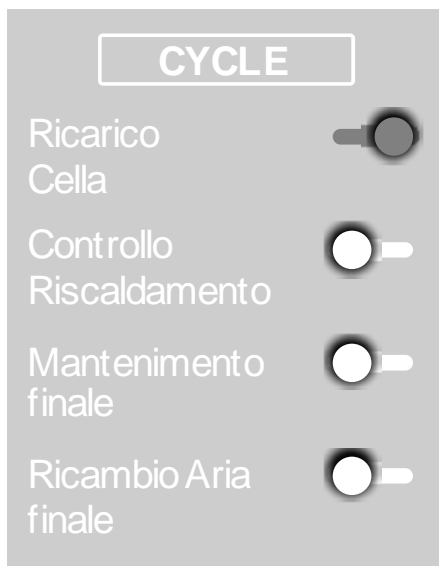 CYCLE
Ricarico
Cella
Controllo
Riscaldamento
Mantenimento
finale
Ricambio Aria
finale